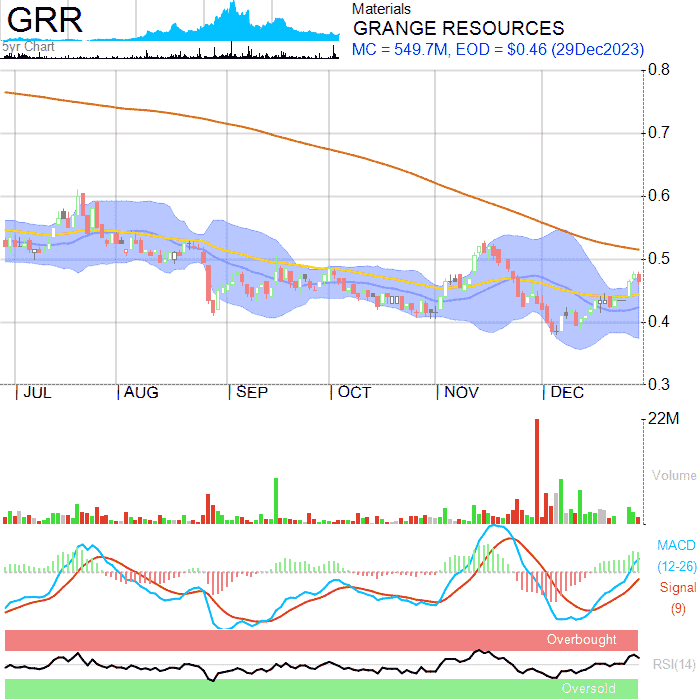 GRR
5yr Chart
Materials
GRANGE RESOURCES
MC = 549.7M, EOD = $0.46 (29Dec2023)
0.8
0.7
0.6
0.5
0.4
0.3
JUL AUG SEP OCT NOV DEC
22M
Volume
MACD
(12-26)
Signal
(9)
Overbought
RSI(14)
Oversold